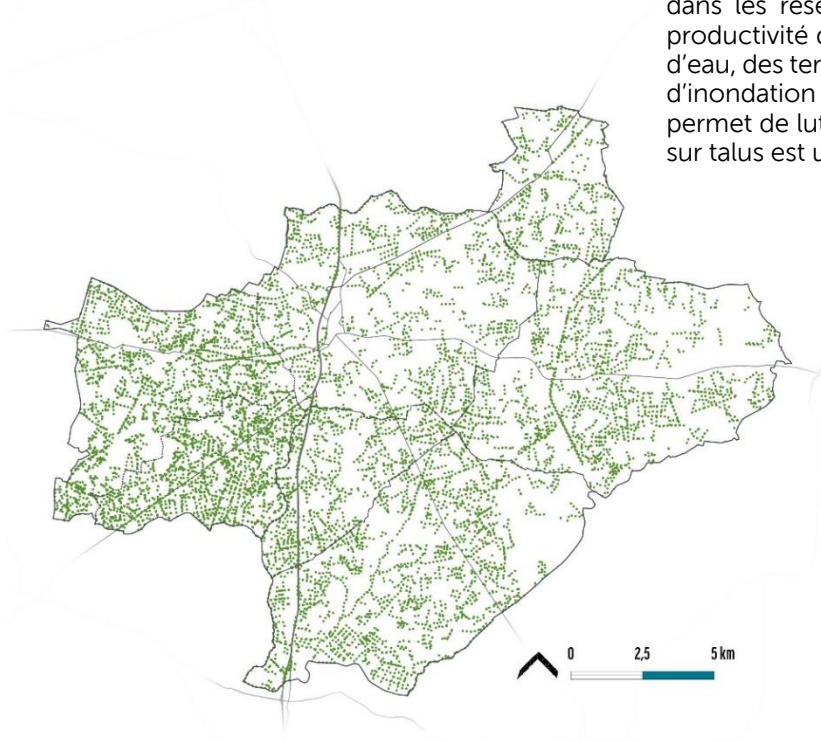 dans les
productivité
d'eau, des
d'inondation
permet de
sur talus est
0 2,5 5 km